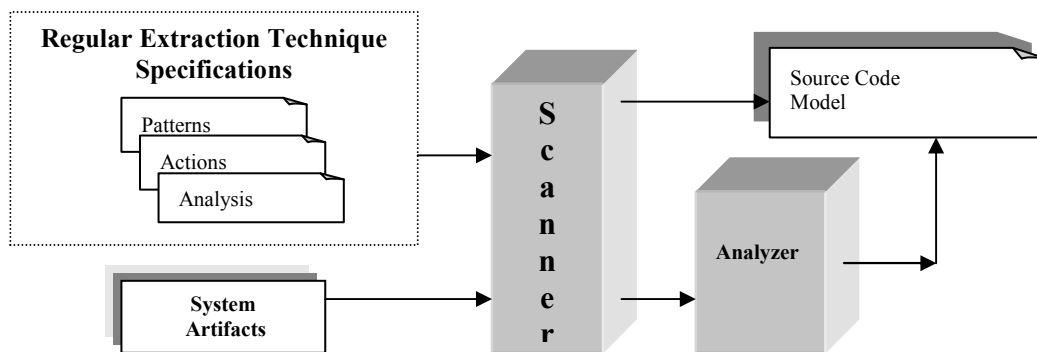 Regular Extraction Technique
Specifications
Patterns
Actions
Analysis
System
Artifacts
S
c
a
n
n
e
r
Analyzer
Source Code
Model